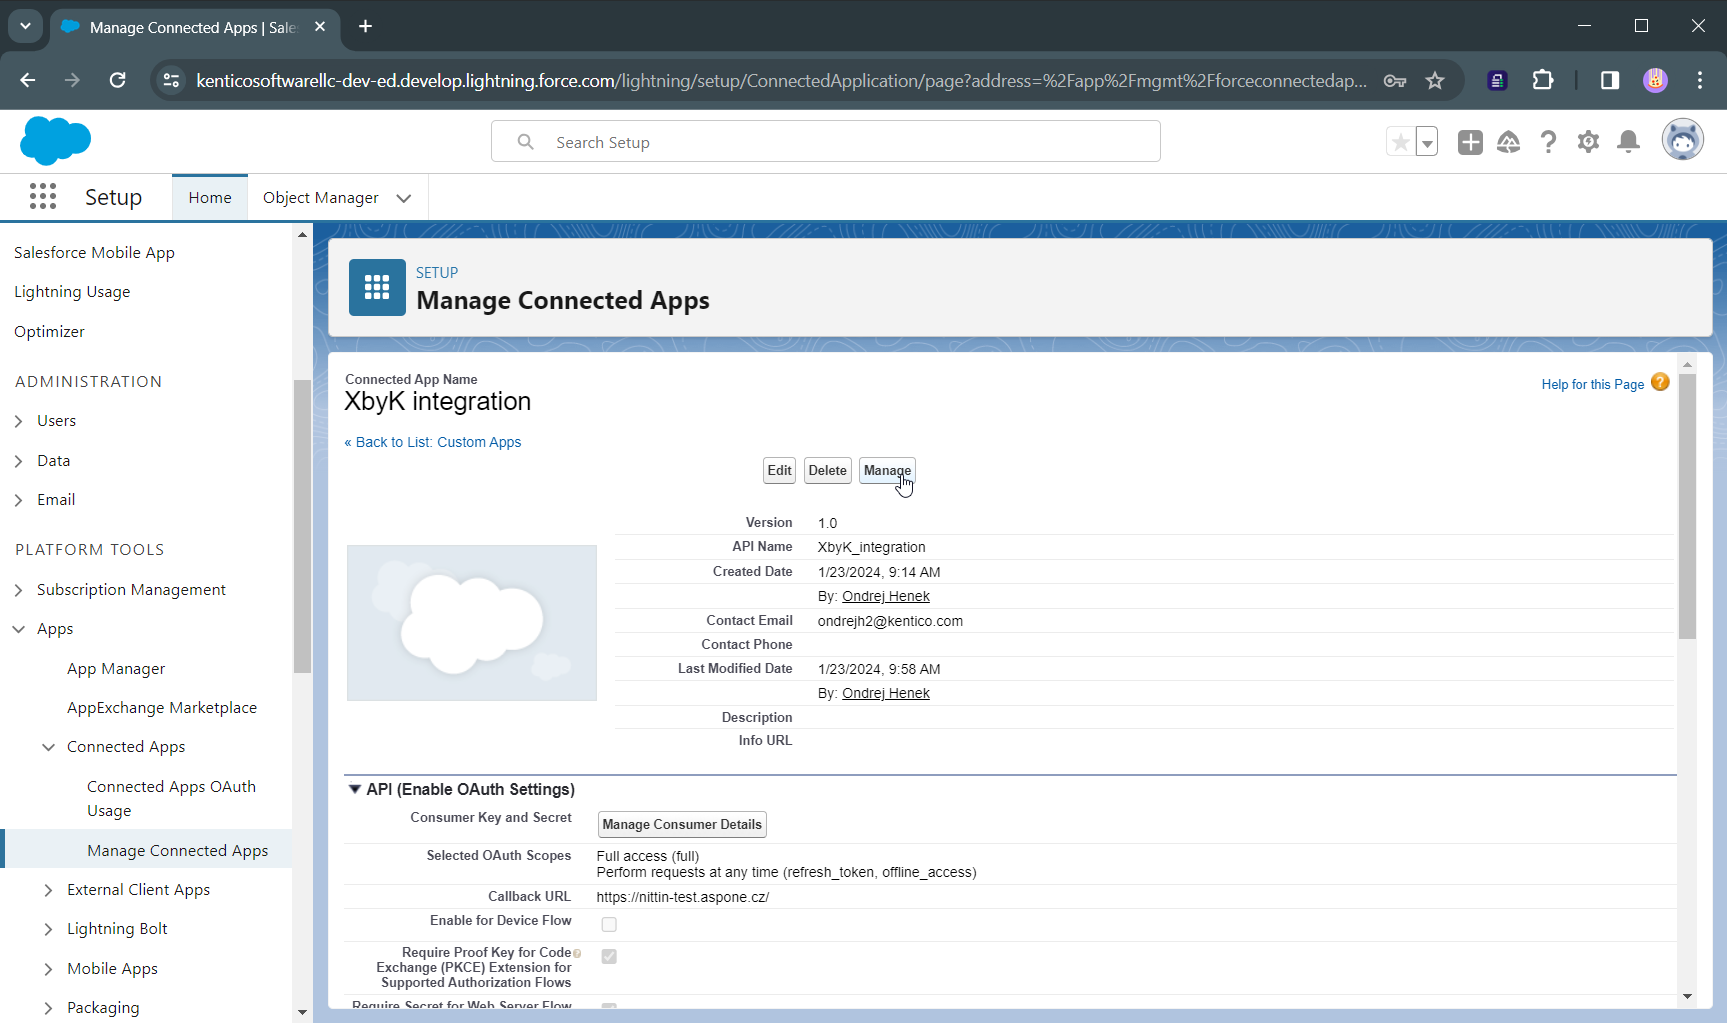 Manage Connected Apps | Sale
kenticosoftwarellc-dev-ed.develop.lightning.force.com/lightning/setup/ConnectedApplication/page?address=%2Fapp%2Fmgmt%2Fforceconnectedap...
Search Setup
Setup
Home
Object Manager
Salesforce Mobile App
Lightning Usage
Optimizer
ADMINISTRATION
Users
Data
Email
PLATFORM TOOLS
Subscription Management
Apps
App Manager
AppExchange Marketplace
Connected Apps
Connected Apps OAuth
Usage
Manage Connected Apps
External Client Apps
Lightning Bolt
Mobile Apps
Packaging
SETUP
Manage Connected Apps
Connected App Name
XbyK integration
Help for this Page ?
« Back to List: Custom Apps
Edit Delete Manage
Version 1.0
API Name XbyK_integration
Created Date 1/23/2024, 9:14 AM
By: Ondrej Henek
Contact Email ondrejh2@kentico.com
Contact Phone
Last Modified Date 1/23/2024, 9:58 AM
By: Ondrej Henek
Description
Info URL
API (Enable OAuth Settings)
Consumer Key and Secret Manage Consumer Details
Selected OAuth Scopes Full access (full)
Perform requests at any time (refresh_token, offline_access)
Callback URL https://nittin-test.aspone.cz/
Enable for Device Flow
Require Proof Key for Code
Exchange (PKCE) Extension for
Supported Authorization Flows
Require Secret for Web Server Flow